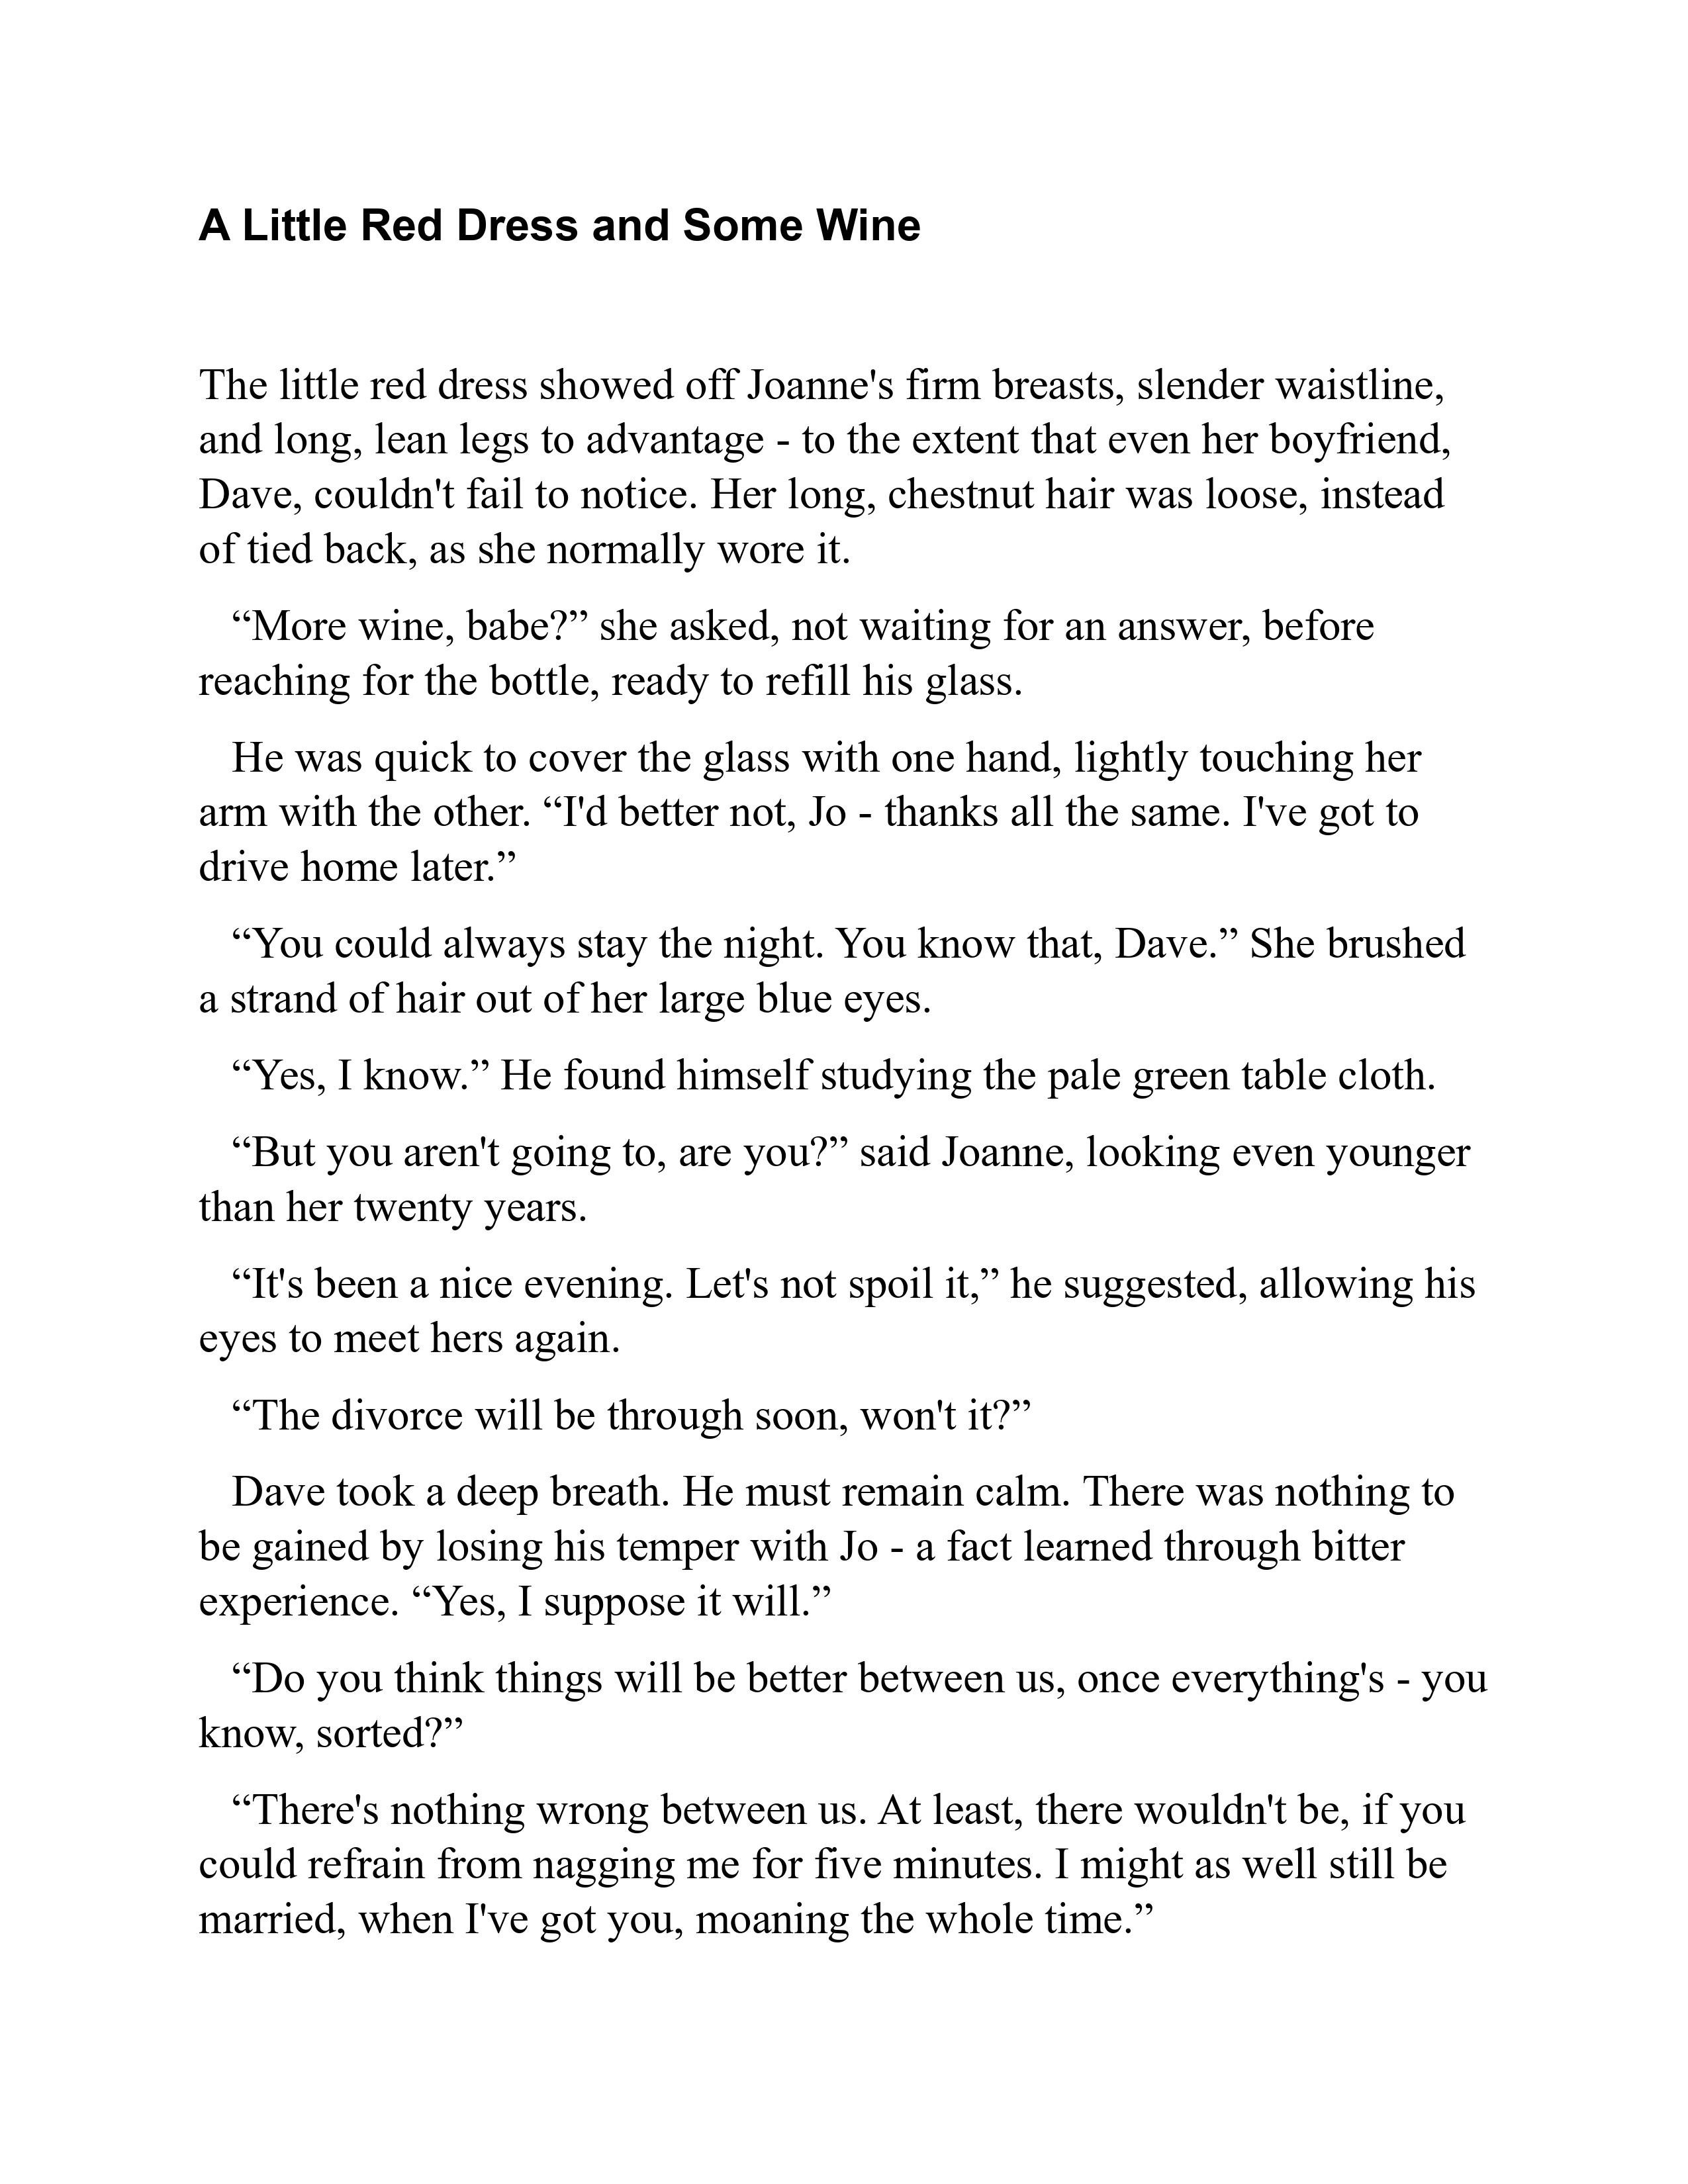 A Little Red Dress and Some Wine
The little red dress showed off Joanne's firm breasts, slender waistline,
and long, lean legs to advantage - to the extent that even her boyfriend,
Dave, couldn't fail to notice. Her long, chestnut hair was loose, instead
of tied back, as she normally wore it.
“More wine, babe?” she asked, not waiting for an answer, before
reaching for the bottle, ready to refill his glass.
He was quick to cover the glass with one hand, lightly touching her
arm with the other. “I'd better not, Jo - thanks all the same. I've got to
drive home later.”
“You could always stay the night. You know that, Dave.” She brushed
a strand of hair out of her large blue eyes.
“Yes, I know.” He found himself studying the pale green table cloth.
“But you aren't going to, are you?” said Joanne, looking even younger
than her twenty years.
“It's been a nice evening. Let's not spoil it,” he suggested, allowing his
eyes to meet hers again.
“The divorce will be through soon, won't it?”
Dave took a deep breath. He must remain calm. There was nothing to
be gained by losing his temper with Jo - a fact learned through bitter
experience. “Yes, I suppose it will.”
“Do you think things will be better between us, once everything's - you
know, sorted?”
“There's nothing wrong between us. At least, there wouldn't be, if you
could refrain from nagging me for five minutes. I might as well still be
married, when I've got you, moaning the whole time.”